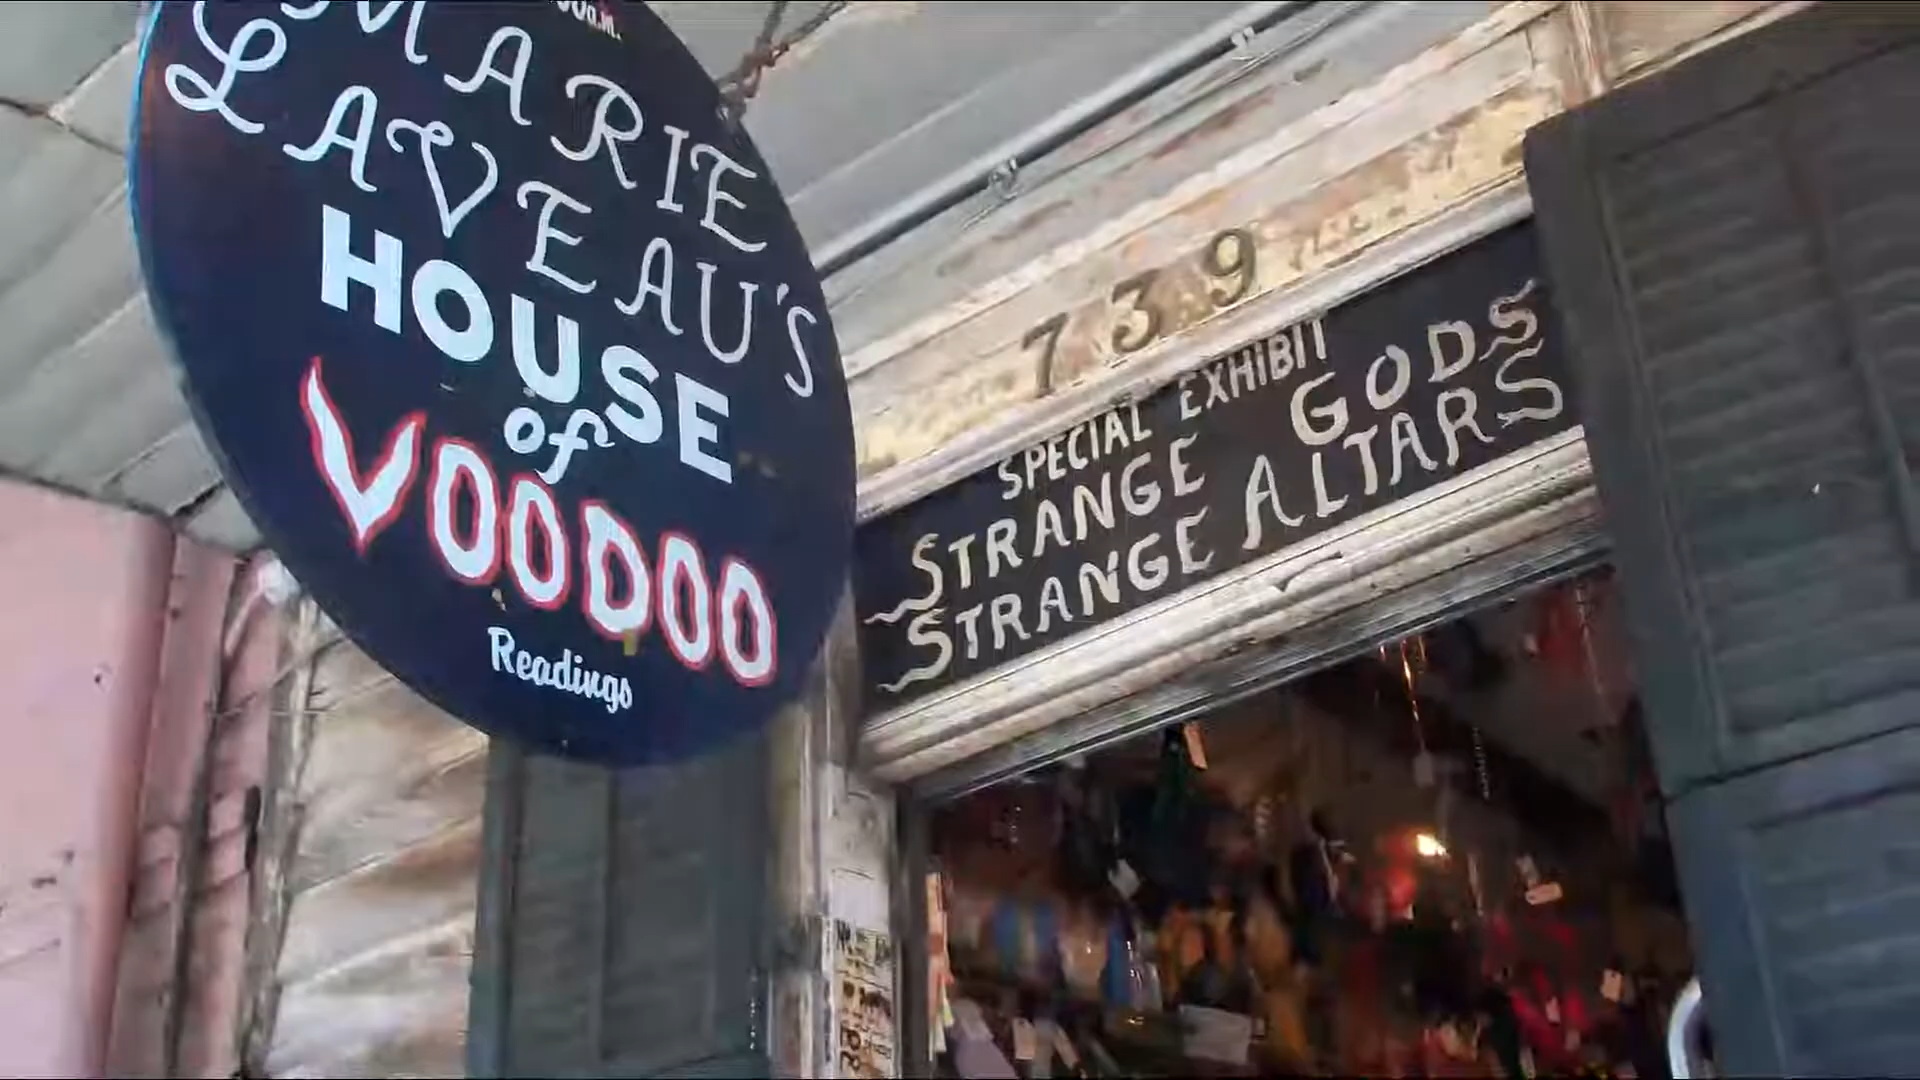 MARIE
LAVEAU'S
HOUSE
of
VOODOO
Readings
739
SPECIAL EXHIBIT
STRANGE GODS
STRANGE ALTARS